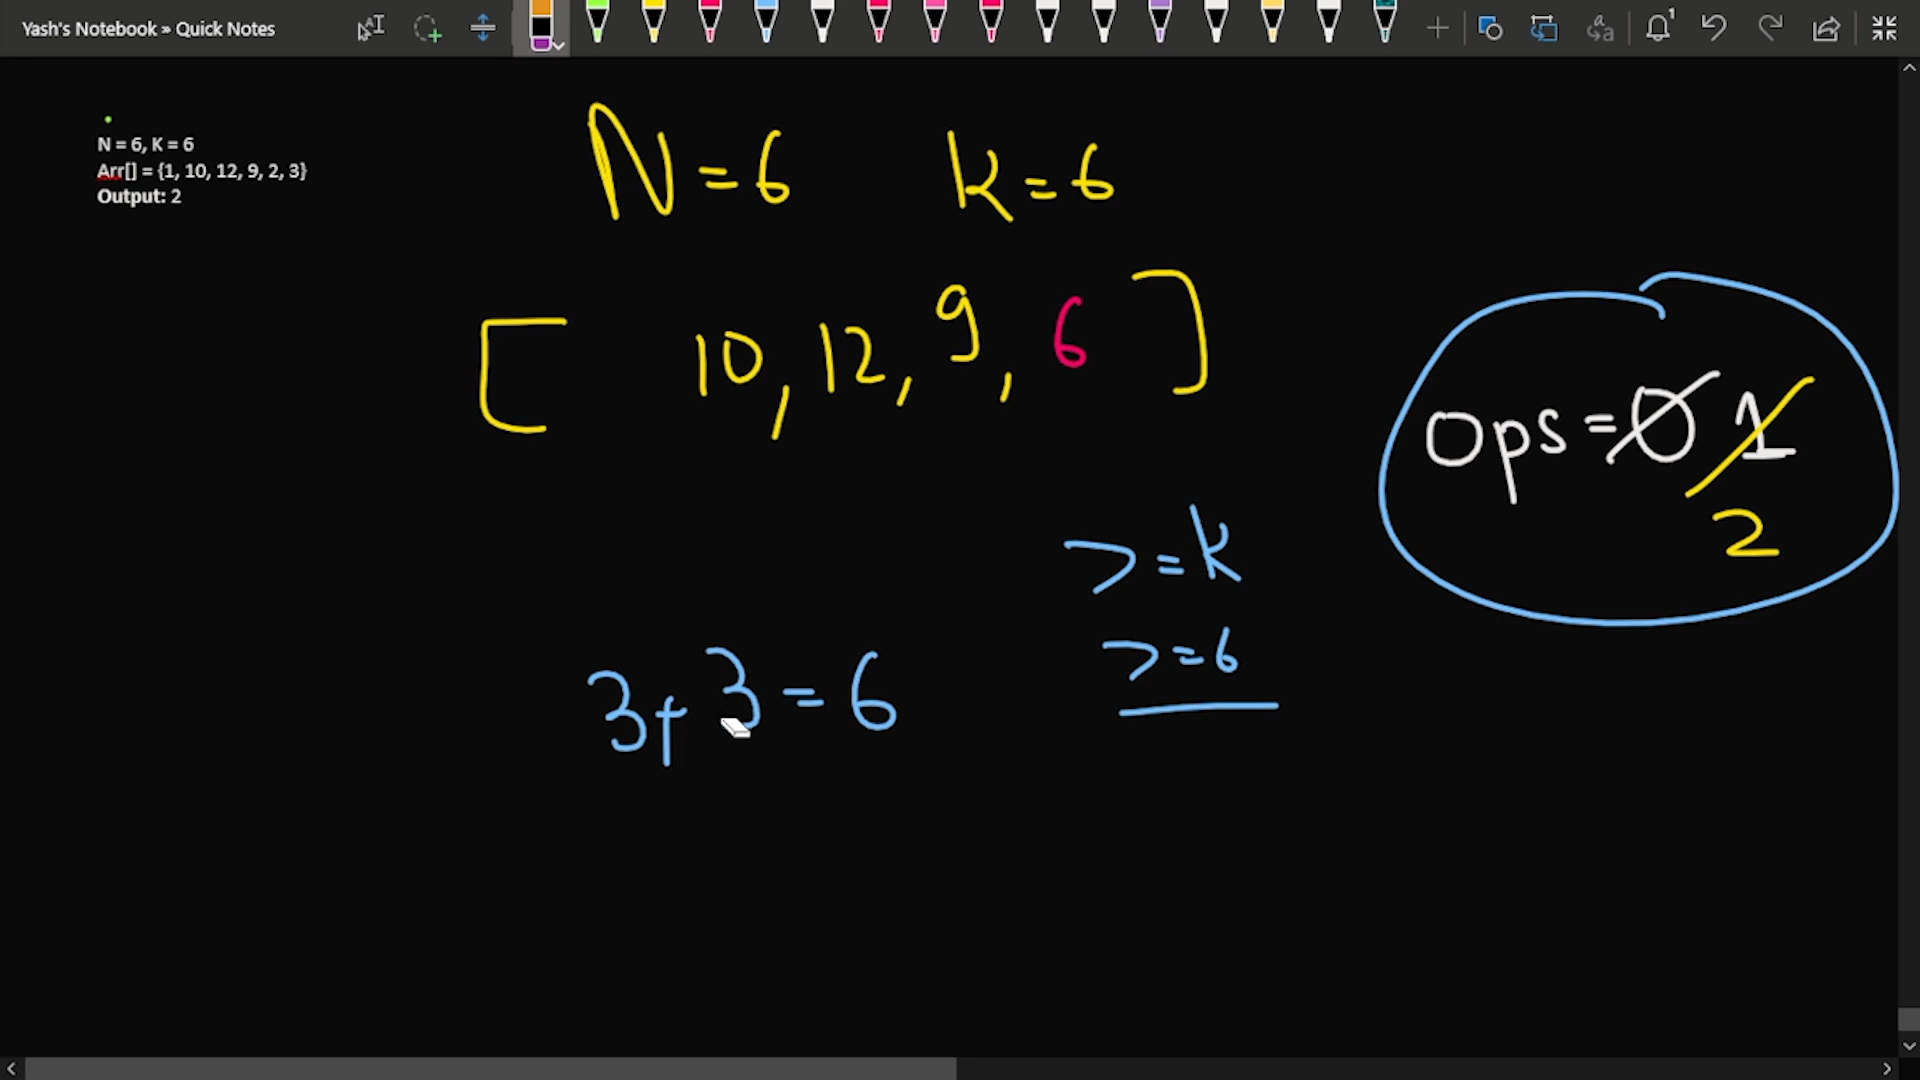 Yash's Notebook » Quick Notes
N = 6, K = 6
Arr[] = {1, 10, 12, 9, 2, 3}
Output: 2
N=6 K=6
[ 10, 12, 9, 6 ]
Ops=0 1
2
>=K
>=6
3+3=6